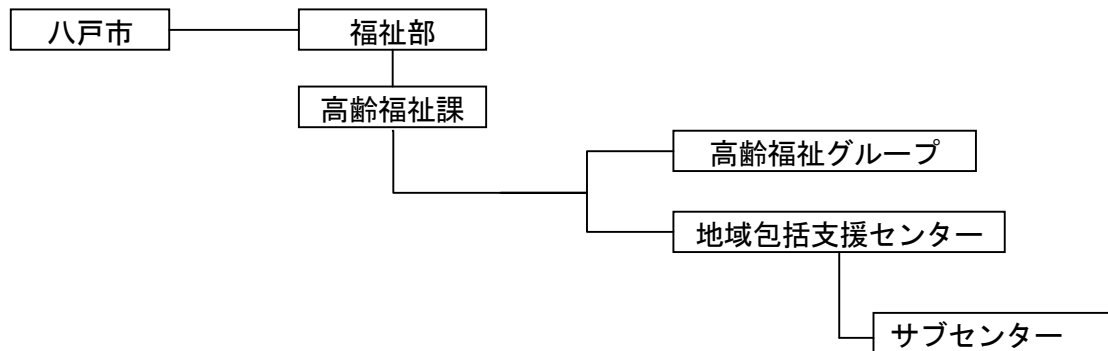 八戸市
福祉部
高齢福祉課
高齢福祉グループ
地域包括支援センター
サブセンター